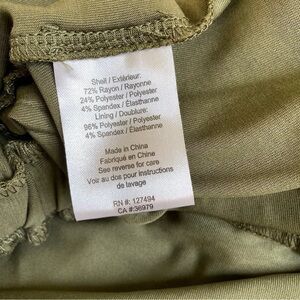 Shell / Extérieur:
72% Rayon / Rayonne
24% Polyester / Polyester
4% Spandex / Élasthanne
Lining / Doublure:
96% Polyester / Polyester
4% Spandex / Élasthanne
Made in China
Fabriqué en Chine
See reverse for care
Voir au dos pour instructions
de lavage
RN #: 127494
CA #:36979